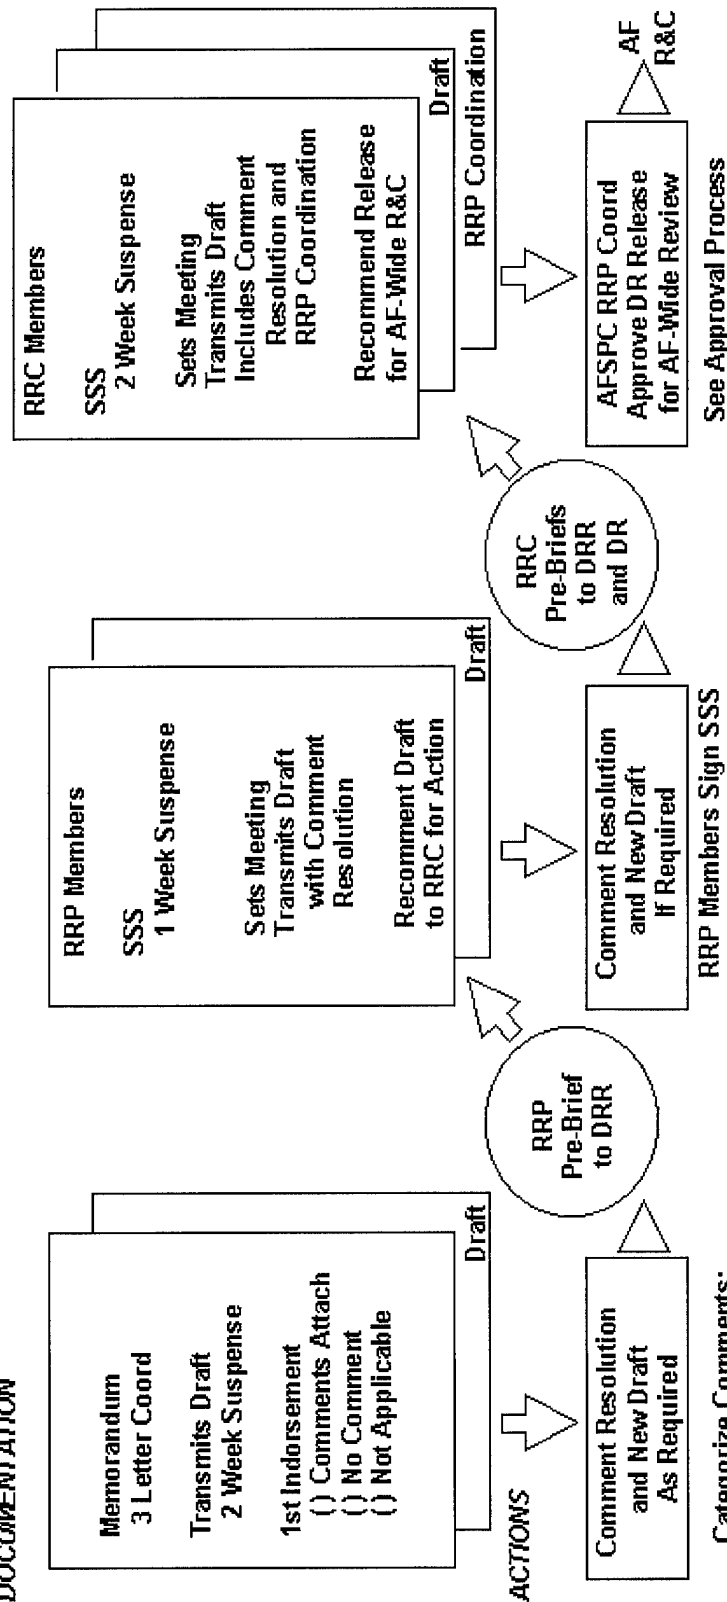 DOCUMENTATION
Memorandum
3 Letter Coord
Transmits Draft
2 Week Suspense
1st Indorsement
( ) Comments Attach
( ) No Comment
( ) Not Applicable
Draft
RRP Members
SSS
1 Week Suspense
Sets Meeting
Transmits Draft
with Comment
Resolution
Recomment Draft
to RRC for Action
Draft
RRC Members
SSS
2 Week Suspense
Sets Meeting
Transmits Draft
Includes Comment
Resolution and
RRP Coordination
Recommend Release
for AF-Wide R&C
Draft
RRP Coordination
ACTIONS
Comment Resolution
and New Draft
As Required
Categorize Comments:
RRP
Pre-Brief
to DRR
Comment Resolution
and New Draft
If Required
RRP Members Sign SSS
RRC
Pre-Briefs
to DRR
and DR
AFSPC RRP Coord
Approve DR Release
for AF-Wide Review
See Approval Process
AF
R&C